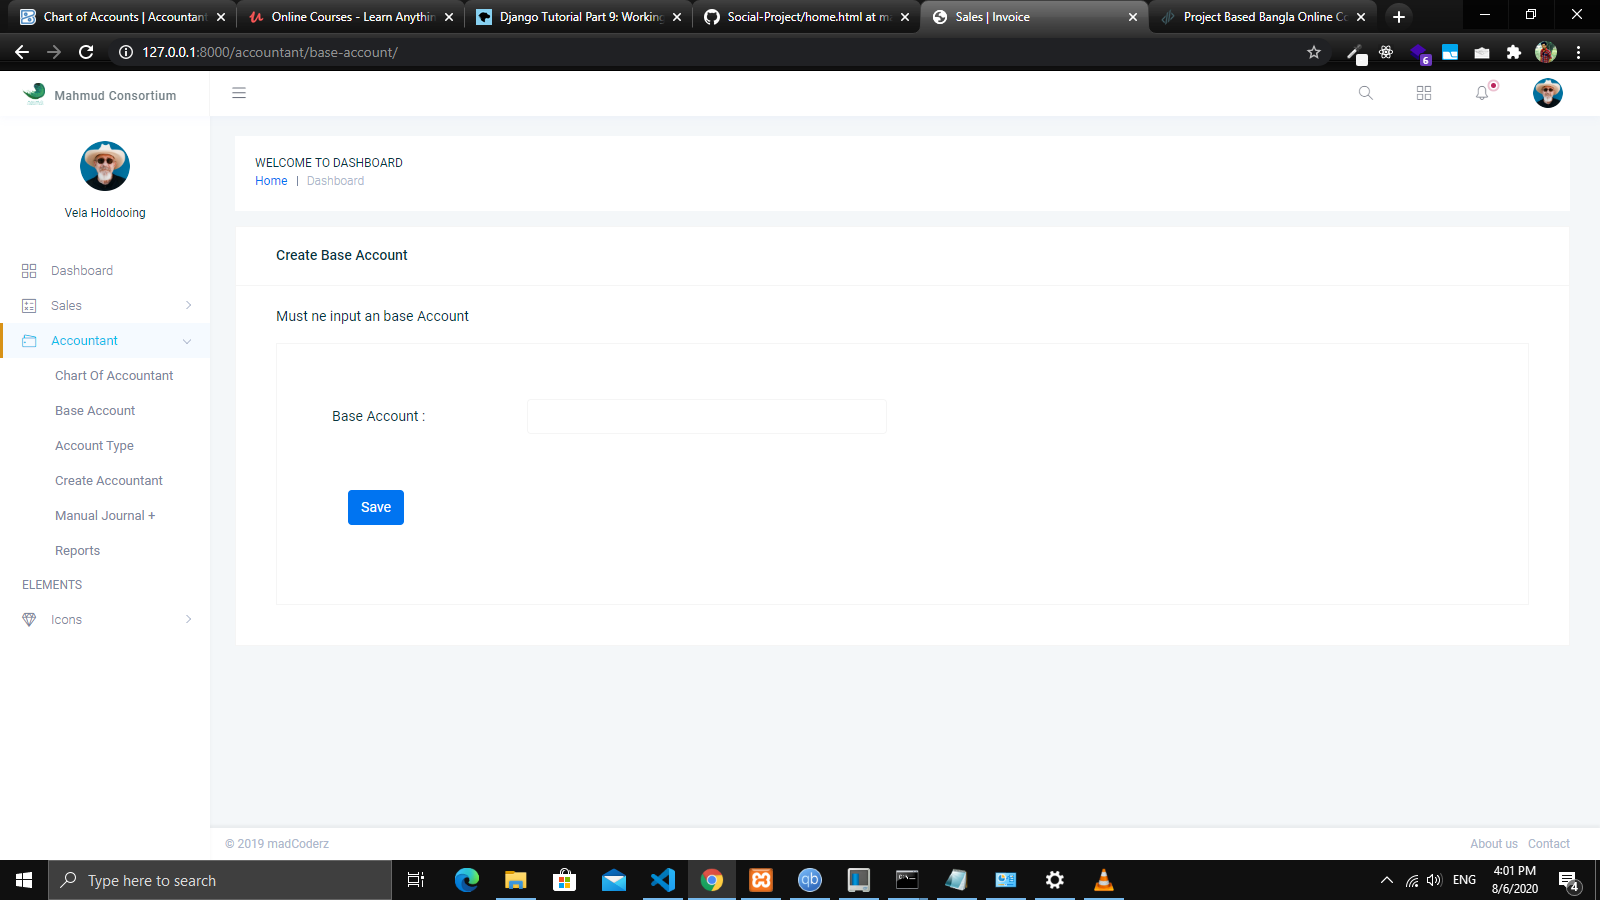 Chart of Accounts | Accountant
Online Courses - Learn Anythin
Django Tutorial Part 9: Working
Social-Project/home.html at m
Sales | Invoice
Project Based Bangla Online Co
127.0.0.1:8000/accountant/base-account/
6
Mahmud Consortium
Vela Holdooing
Dashboard
Sales
Accountant
Chart Of Accountant
Base Account
Account Type
Create Accountant
Manual Journal +
Reports
ELEMENTS
Icons
WELCOME TO DASHBOARD
Home | Dashboard
Create Base Account
Must ne input an base Account
Base Account :
Save
© 2019 madCoderz
About us Contact
Type here to search
qb
ENG
4:01 PM
8/6/2020
4